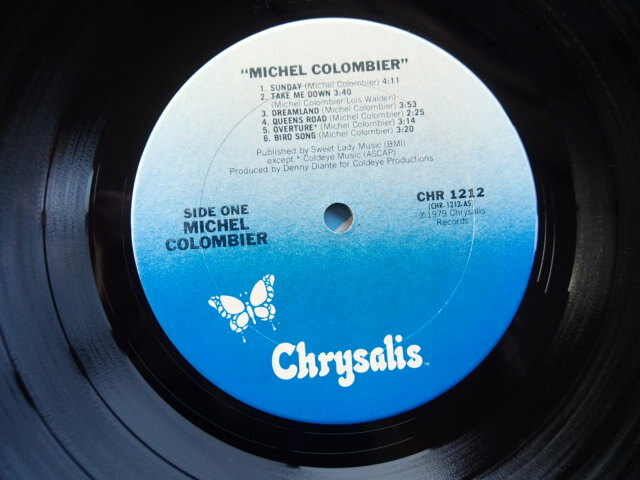 "MICHEL COLOMBIER"
1. SUNDAY (Michel Colombier) 4:11
2. TAKE ME DOWN 3:40
(Michel Colombier/Lois Walden)
3. DREAMLAND (Michel Colombier) 3:53
4. QUEENS ROAD (Michel Colombier) 2:25
5. OVERTURE* (Michel Colombier) 3:14
6. BIRD SONG (Michel Colombier) 3:20
Published by Sweet Lady Music (BMI)
except * Coldeye Music (ASCAP)
Produced by Denny Diante for Coldeye Productions
SIDE ONE
MICHEL
COLOMBIER
CHR 1212
(CHR-1212-AS)
℗1979 Chrysalis
Records
Chrysalis™